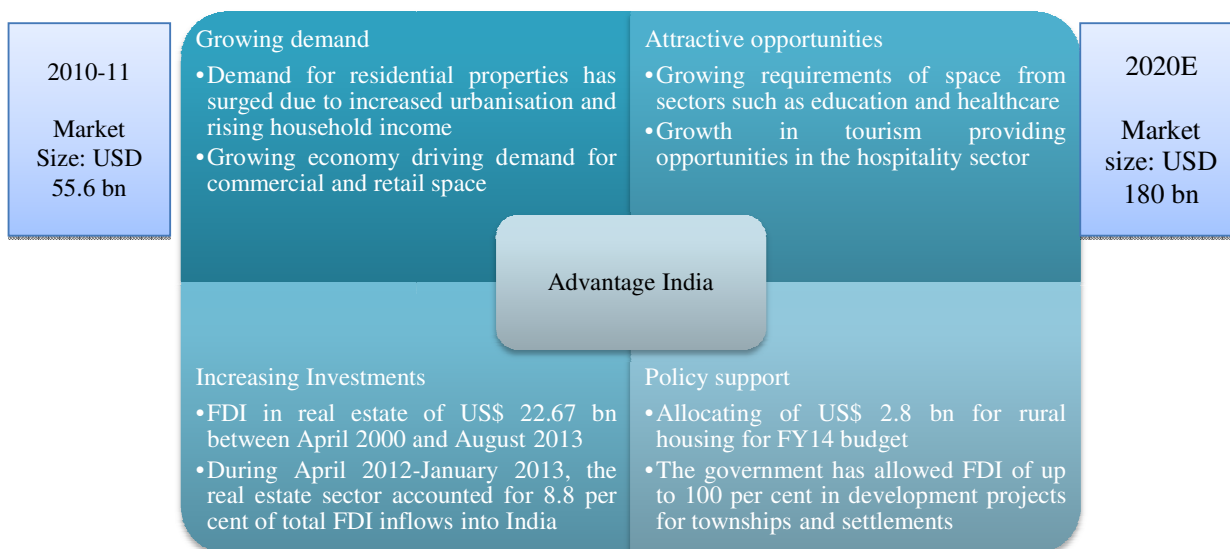 2010-11
Market
Size: USD
55.6 bn
Growing demand
•Demand for residential properties has
surged due to increased urbanisation and
rising household income
•Growing economy driving demand for
commercial and retail space
Attractive opportunities
•Growing requirements of space from
sectors such as education and healthcare
•Growth in tourism providing
opportunities in the hospitality sector
2020E
Market
size: USD
180 bn
Advantage India
Increasing Investments
•FDI in real estate of US$ 22.67 bn
between April 2000 and August 2013
•During April 2012-January 2013, the
real estate sector accounted for 8.8 per
cent of total FDI inflows into India
Policy support
•Allocating of US$ 2.8 bn for rural
housing for FY14 budget
•The government has allowed FDI of up
to 100 per cent in development projects
for townships and settlements